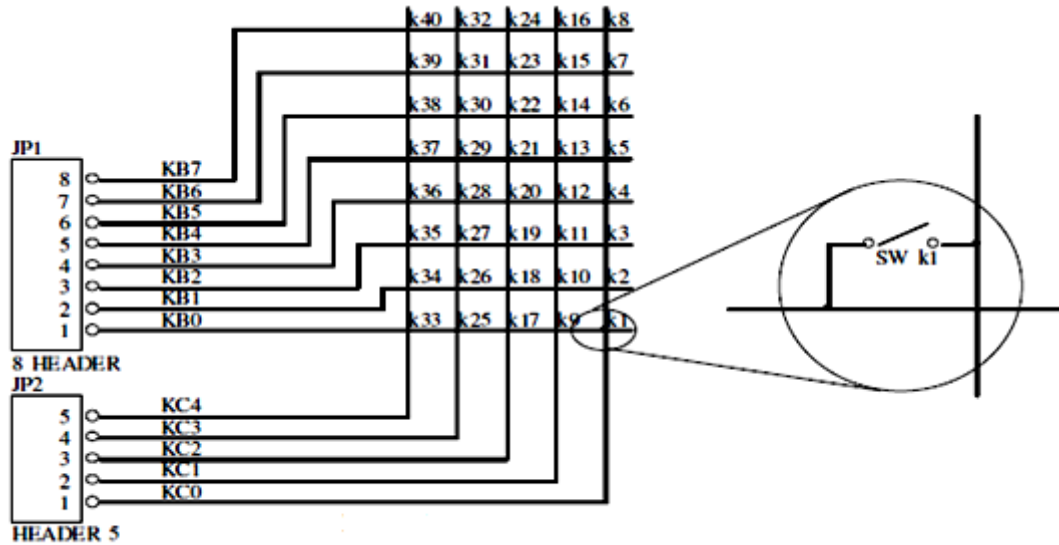 k40 k32 k24 k16 k8
k39 k31 k23 k15 k7
k38 k30 k22 k14 k6
JP1
k37 k29 k21 k13 k5
8 KB7
k36 k28 k20 k12 k4
7 KB6
6 KB5
5 KB4
k35 k27 k19 k11 k3
4 KB3
3 KB2
k34 k26 k18 k10 k2
2 KB1
1 KB0
k33 k25 k17 k9 k1
SW k1
8 HEADER
JP2
5 KC4
4 KC3
3 KC2
2 KC1
1 KC0
HEADER 5